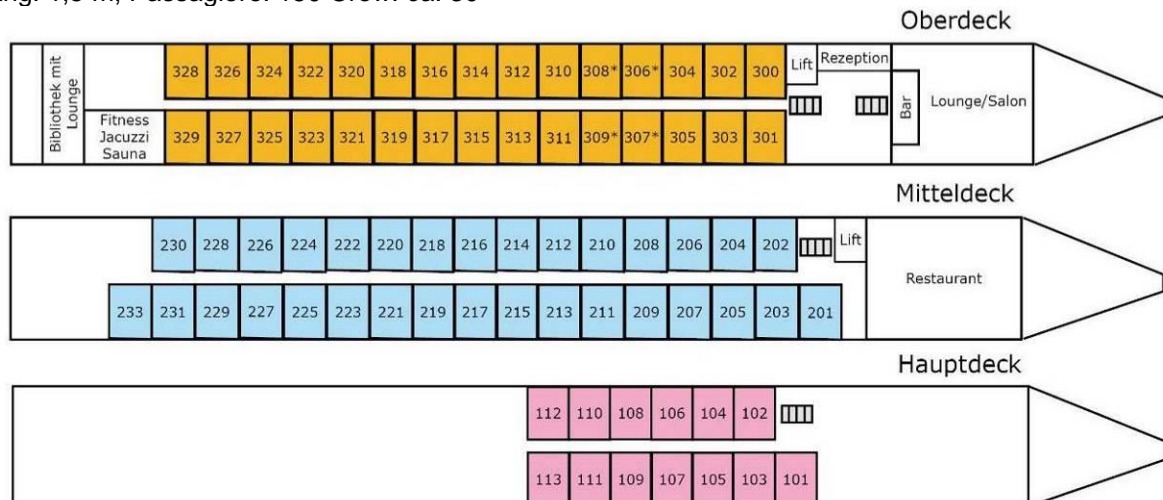 m, Passagiere: Crew: ca.
Oberdeck
Bibliothek mit Lounge
328 326 324 322 320 318 316 314 312 310 308* 306* 304 302 300
Lift
Rezeption
Fitness
Jacuzzi
Sauna
329 327 325 323 321 319 317 315 313 311 309* 307* 305 303 301
Bar
Lounge/Salon
Mitteldeck
230 228 226 224 222 220 218 216 214 212 210 208 206 204 202
Lift
Restaurant
233 231 229 227 225 223 221 219 217 215 213 211 209 207 205 203 201
Hauptdeck
112 110 108 106 104 102
113 111 109 107 105 103 101